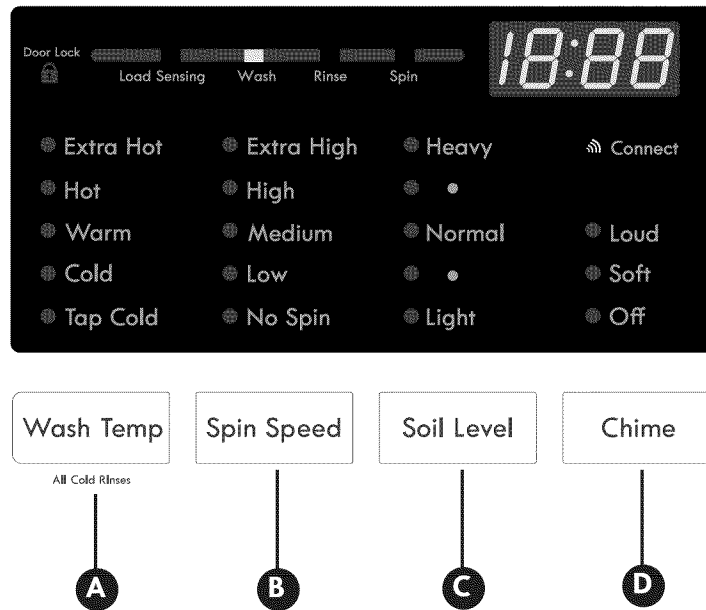 18:88
Door Lock
Load Sensing Wash Rinse Spin
Extra Hot Extra High Heavy Connect
Hot High
Warm Medium Normal Loud
Cold Low Soft
Tap Cold No Spin Light Off
Wash Temp Spin Speed Soil Level Chime
All Cold Rinses
A B C D